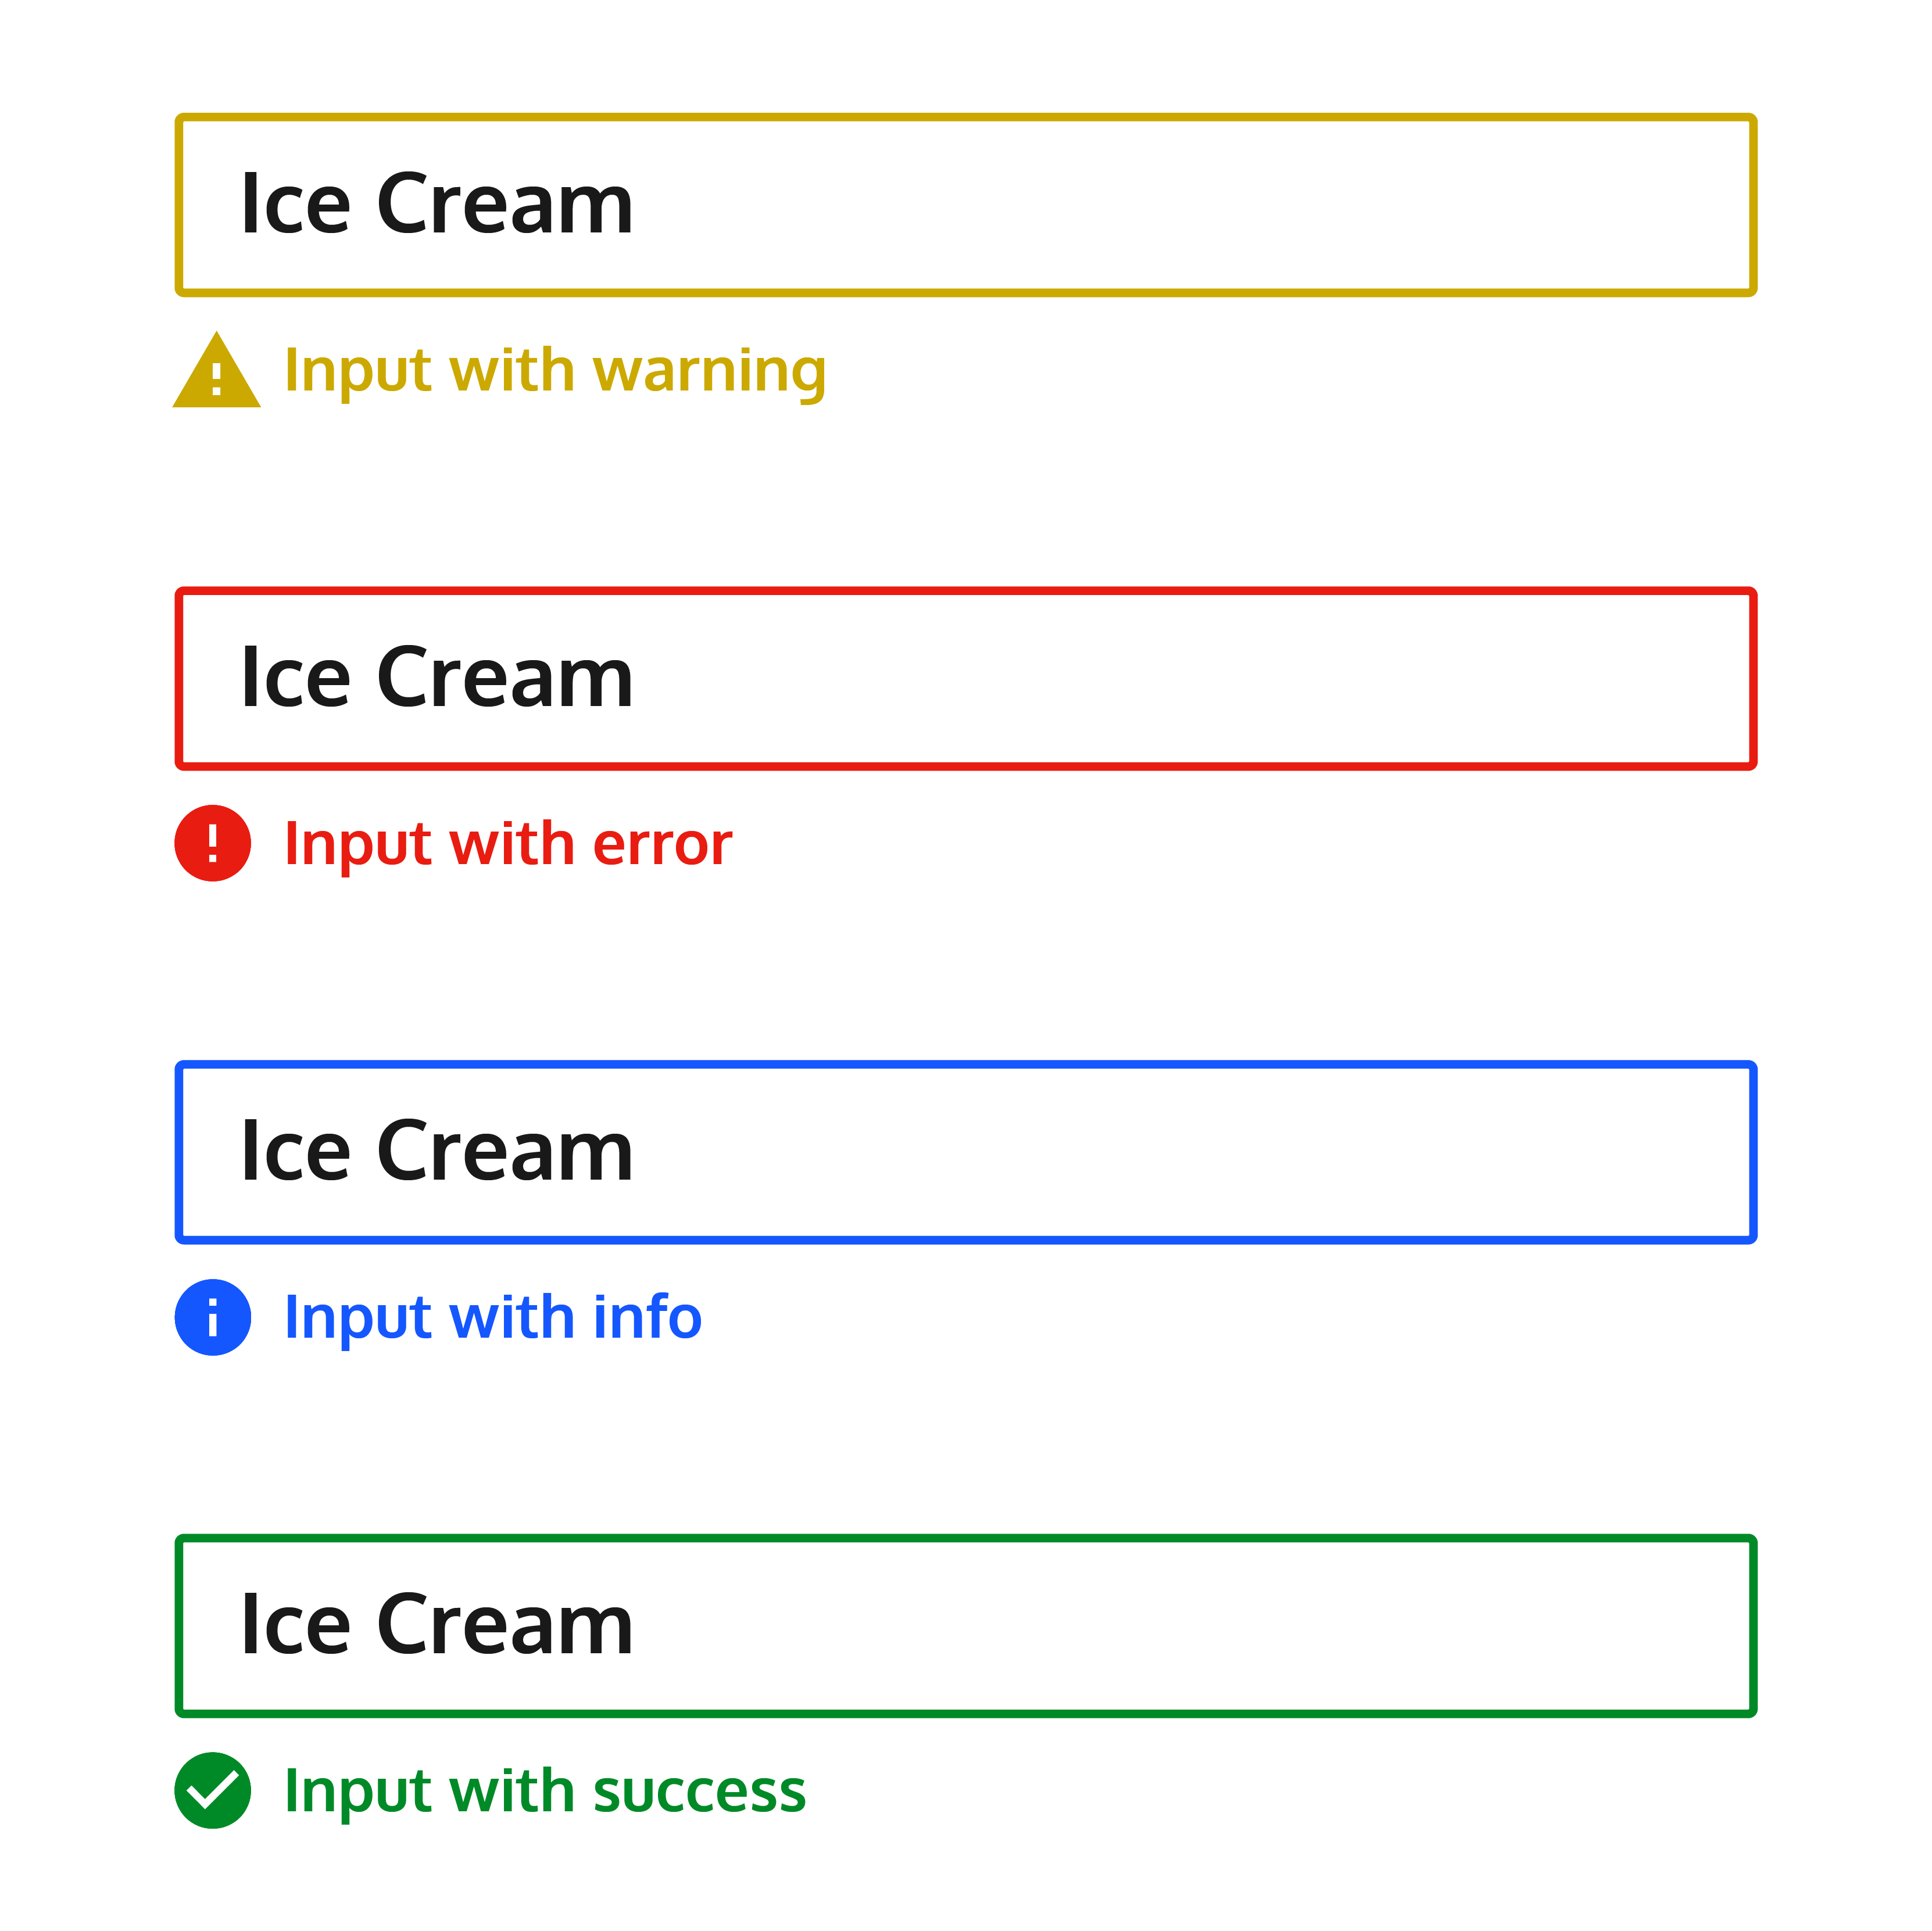 Ice Cream
Input with warning
Ice Cream
Input with error
Ice Cream
Input with info
Ice Cream
Input with success